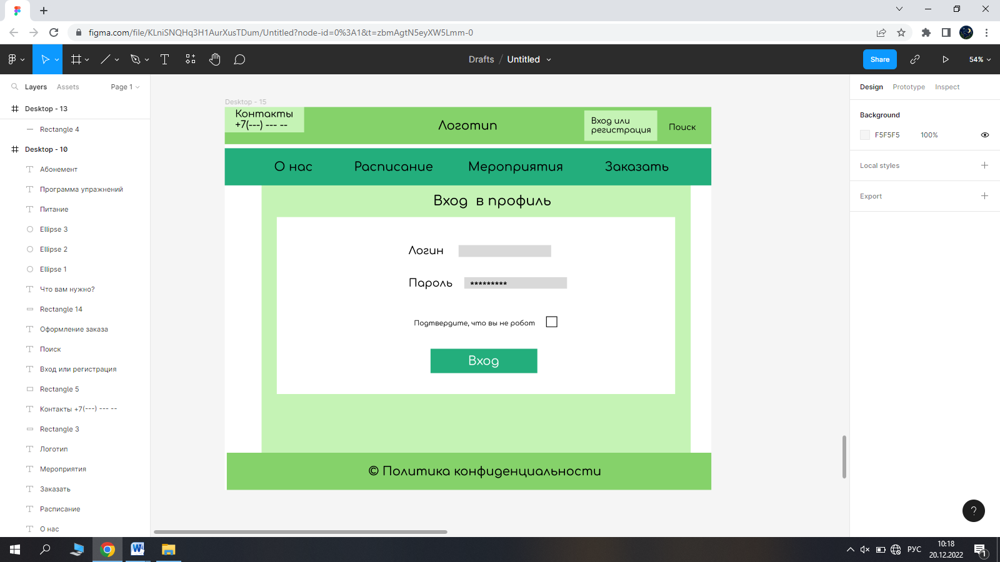 figma.com/file/KLniSNQHq3H1AurXusTDum/Untitled?node-id=0%3A1&t=zbmAgtN5eyXW5Lmm-0
Drafts / Untitled
Share
54%
Layers Assets Page 1
Desktop - 13
Rectangle 4
Desktop - 10
Абонемент
Программа упражнений
Питание
Ellipse 3
Ellipse 2
Ellipse 1
Что вам нужно?
Rectangle 14
Оформление заказа
Поиск
Вход или регистрация
Rectangle 5
Контакты +7(---) --- --
Rectangle 3
Логотип
Мероприятия
Заказать
Расписание
О нас
Desktop - 15
Контакты
+7(---) --- --
Логотип
Вход или
регистрация
Поиск
О нас Расписание Мероприятия Заказать
Вход в профиль
Логин
Пароль *********
Подтвердите, что вы не робот
Вход
© Политика конфиденциальности
Design Prototype Inspect
Background
F5F5F5 100%
Local styles
Export
?
РУС
10:18
20.12.2022
1